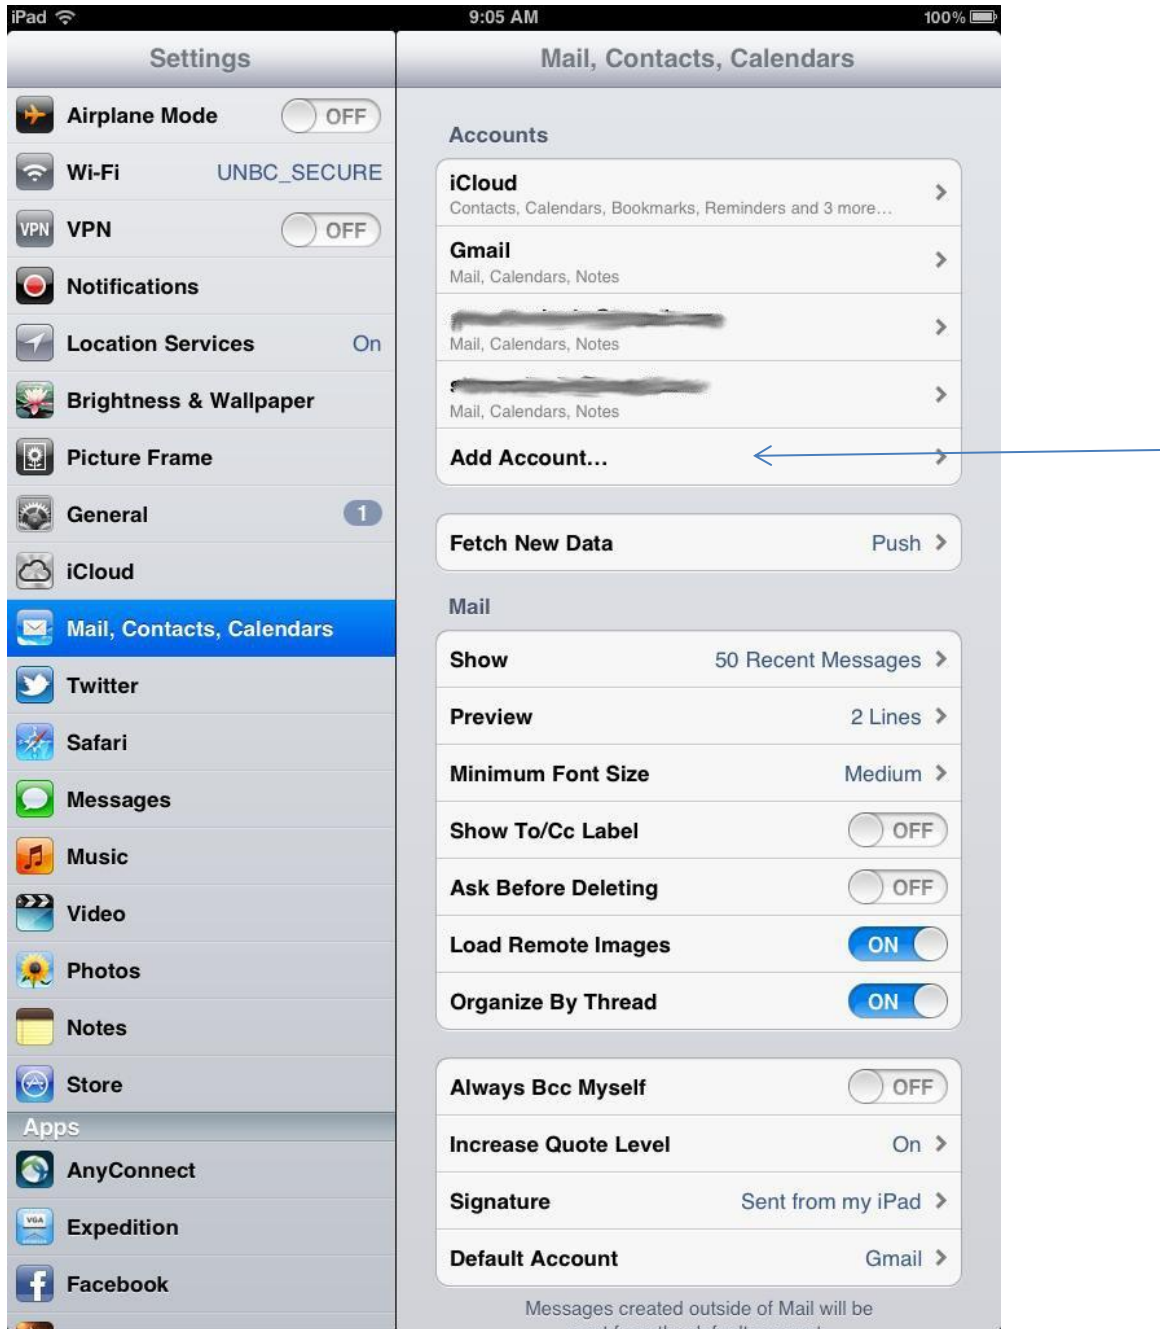 iPad 9:05 AM 100%
Settings
Airplane Mode OFF
Wi-Fi UNBC_SECURE
VPN VPN OFF
Notifications
Location Services On
Brightness & Wallpaper
Picture Frame
General 1
iCloud
Mail, Contacts, Calendars
Twitter
Safari
Messages
Music
Video
Photos
Notes
Store
Apps
AnyConnect
VGA Expedition
Facebook
Mail, Contacts, Calendars
Accounts
iCloud
Contacts, Calendars, Bookmarks, Reminders and 3 more...
Gmail
Mail, Calendars, Notes
Mail, Calendars, Notes
Mail, Calendars, Notes
Add Account...
Fetch New Data Push
Mail
Show 50 Recent Messages
Preview 2 Lines
Minimum Font Size Medium
Show To/Cc Label OFF
Ask Before Deleting OFF
Load Remote Images ON
Organize By Thread ON
Always Bcc Myself OFF
Increase Quote Level On
Signature Sent from my iPad
Default Account Gmail
Messages created outside of Mail will be